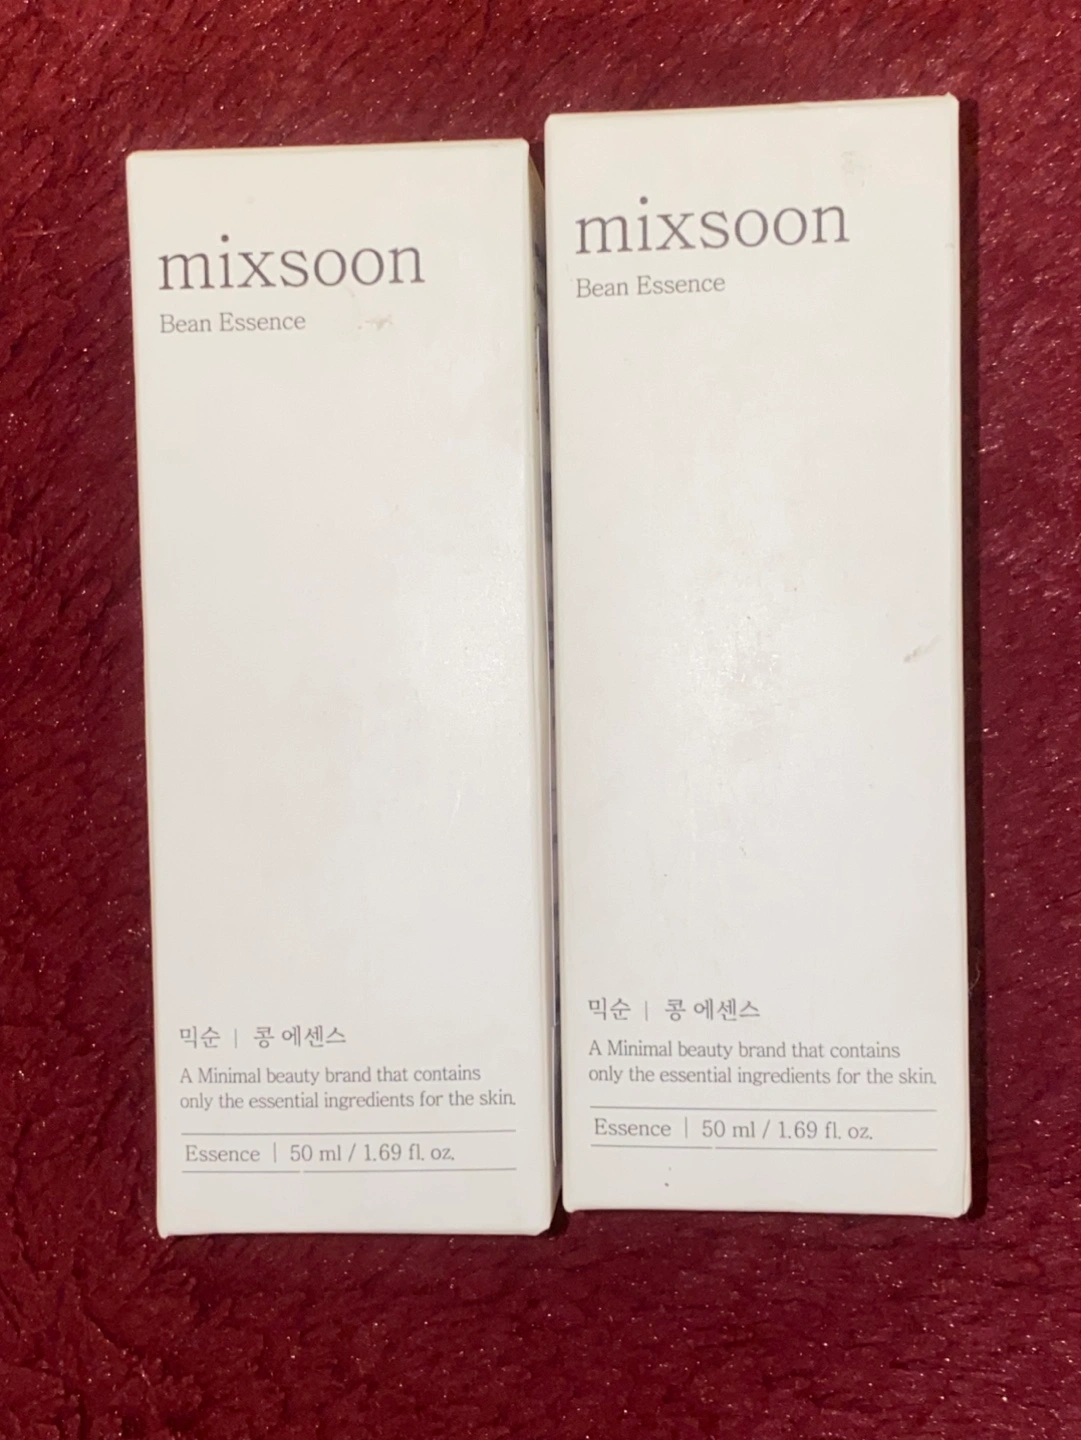 mixsoon
Bean Essence
믹순 | 콩 에센스
A Minimal beauty brand that contains
only the essential ingredients for the skin.
Essence | 50 ml / 1.69 fl. oz.
mixsoon
Bean Essence
믹순 | 콩 에센스
A Minimal beauty brand that contains
only the essential ingredients for the skin.
Essence | 50 ml / 1.69 fl. oz.